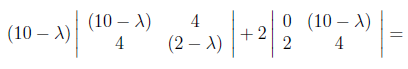 (10 − λ) | (10 − λ) 4 | + 2 | 0 (10 − λ) | =
4 (2 − λ) 2 4